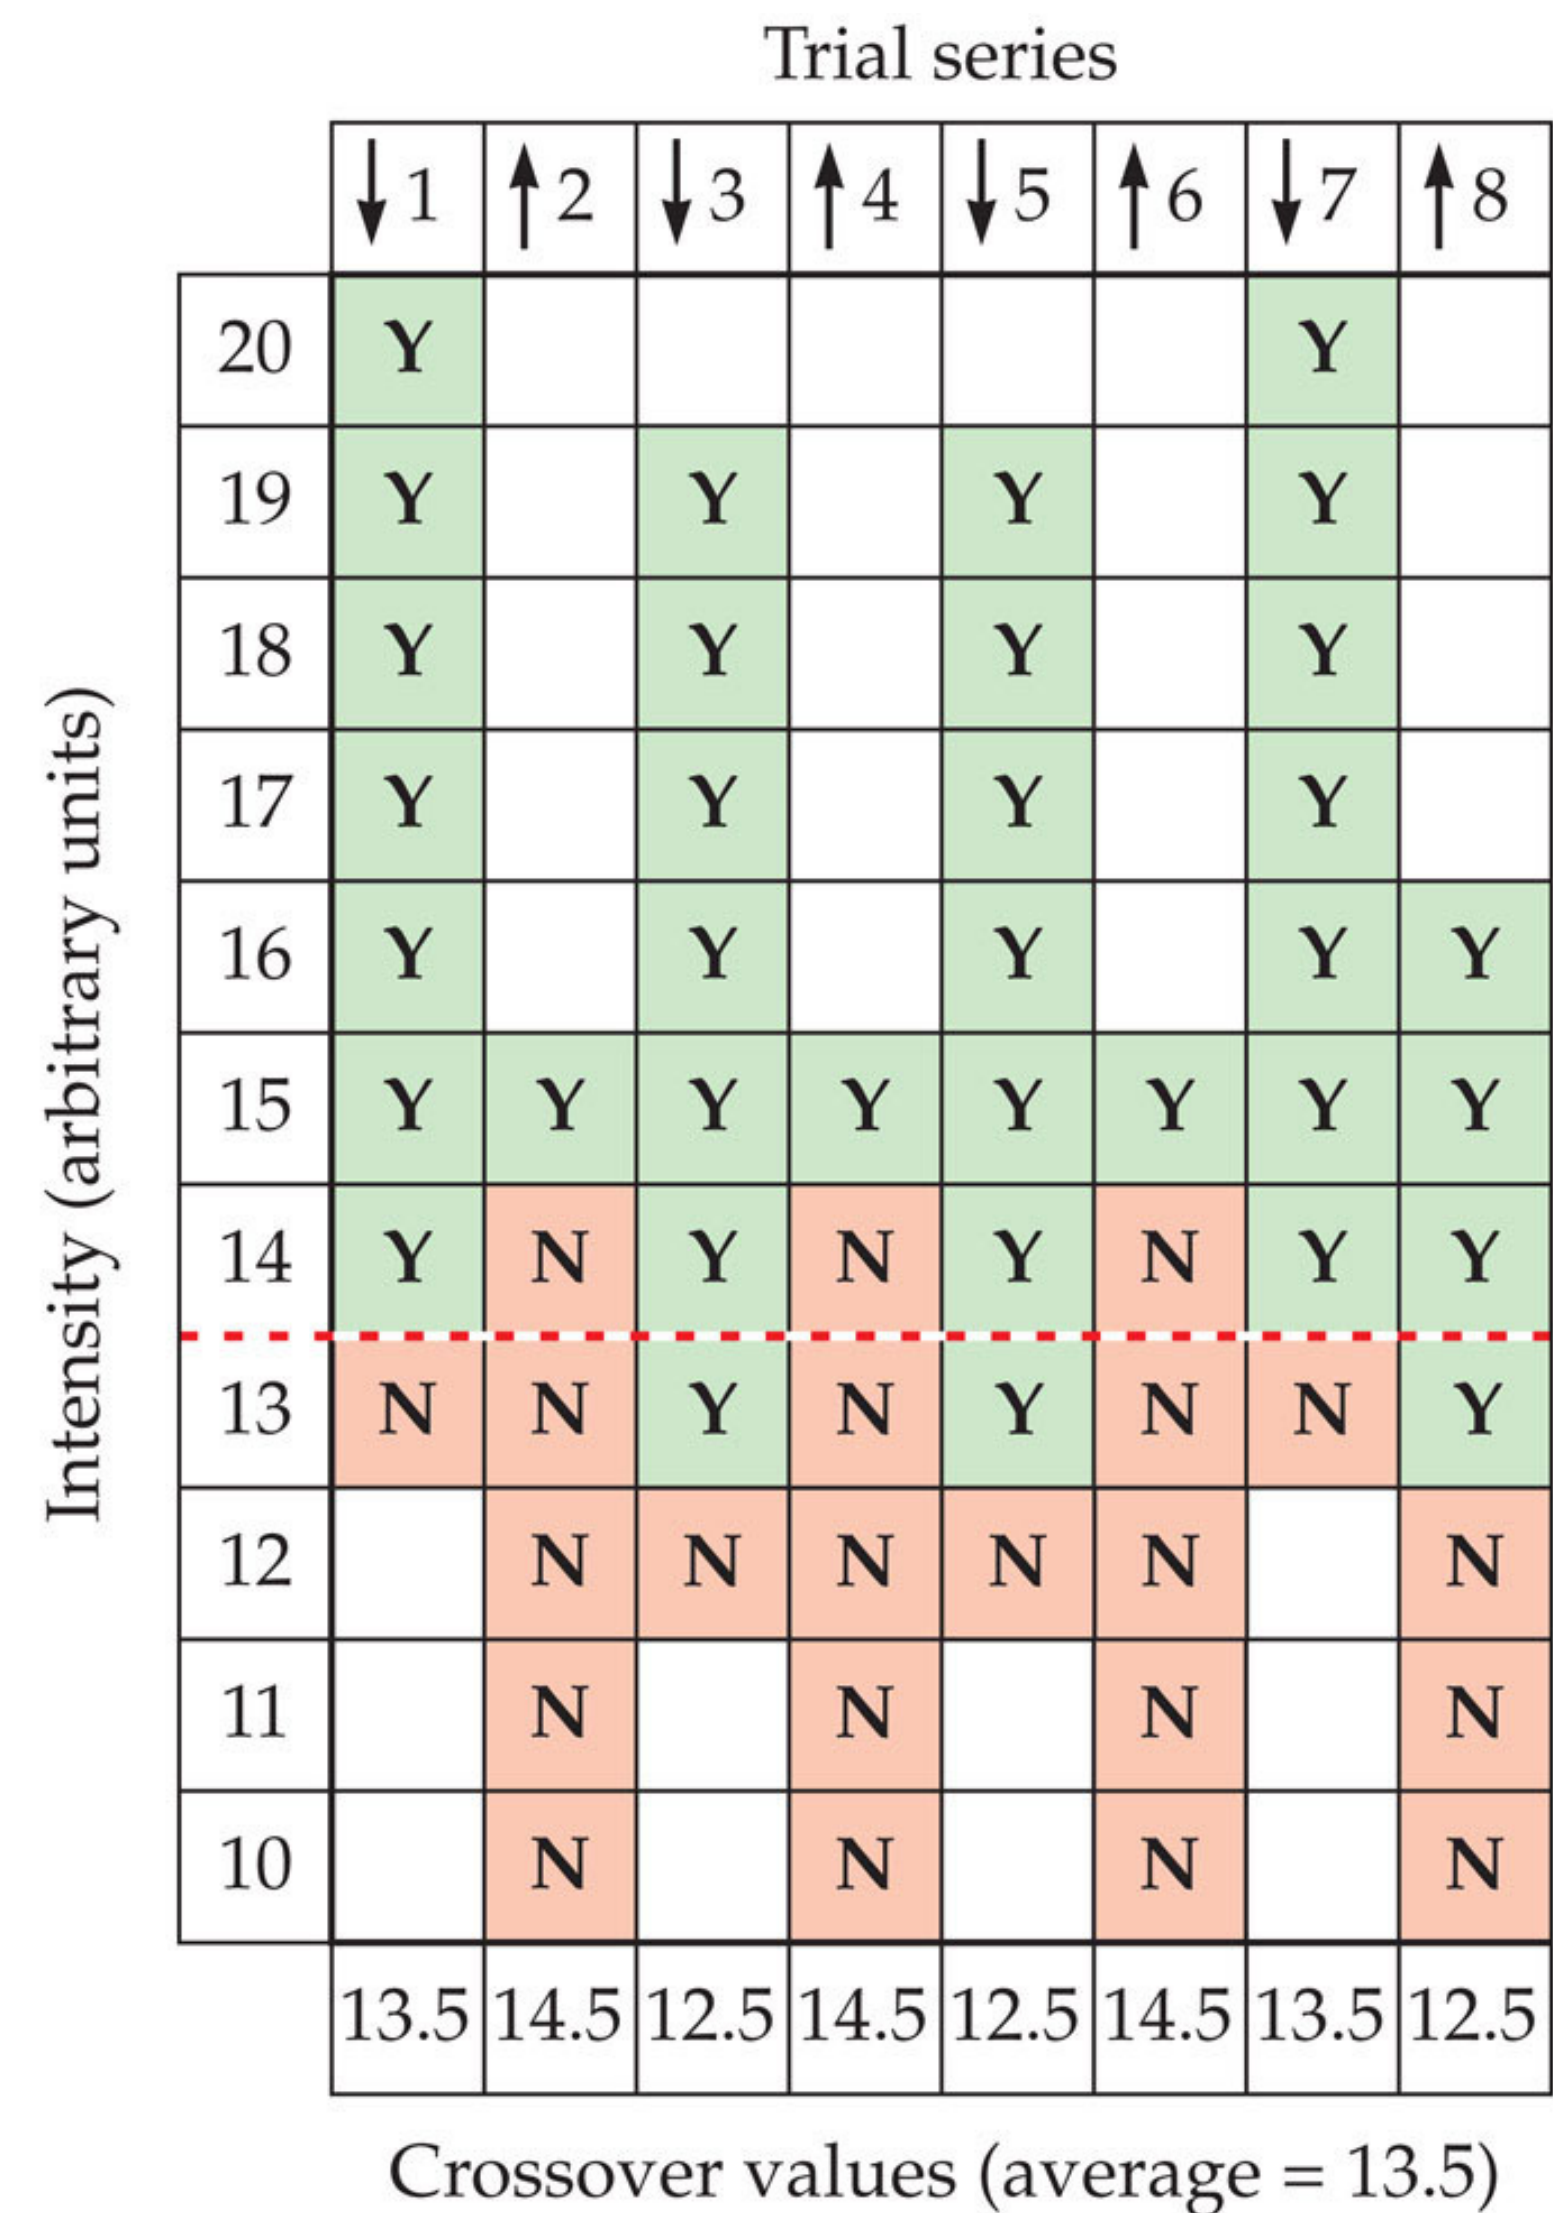 Trial series
↓ 1 ↑ 2 ↓ 3 ↑ 4 ↓ 5 ↑ 6 ↓ 7 ↑ 8
Intensity (arbitrary units)
20 Y Y
19 Y Y Y Y
18 Y Y Y Y
17 Y Y Y Y
16 Y Y Y Y Y
15 Y Y Y Y Y Y Y Y
14 Y N Y N Y N Y Y
13 N N Y N Y N N Y
12 N N N N N N
11 N N N N
10 N N N N
13.5 14.5 12.5 14.5 12.5 14.5 13.5 12.5
Crossover values (average = 13.5)